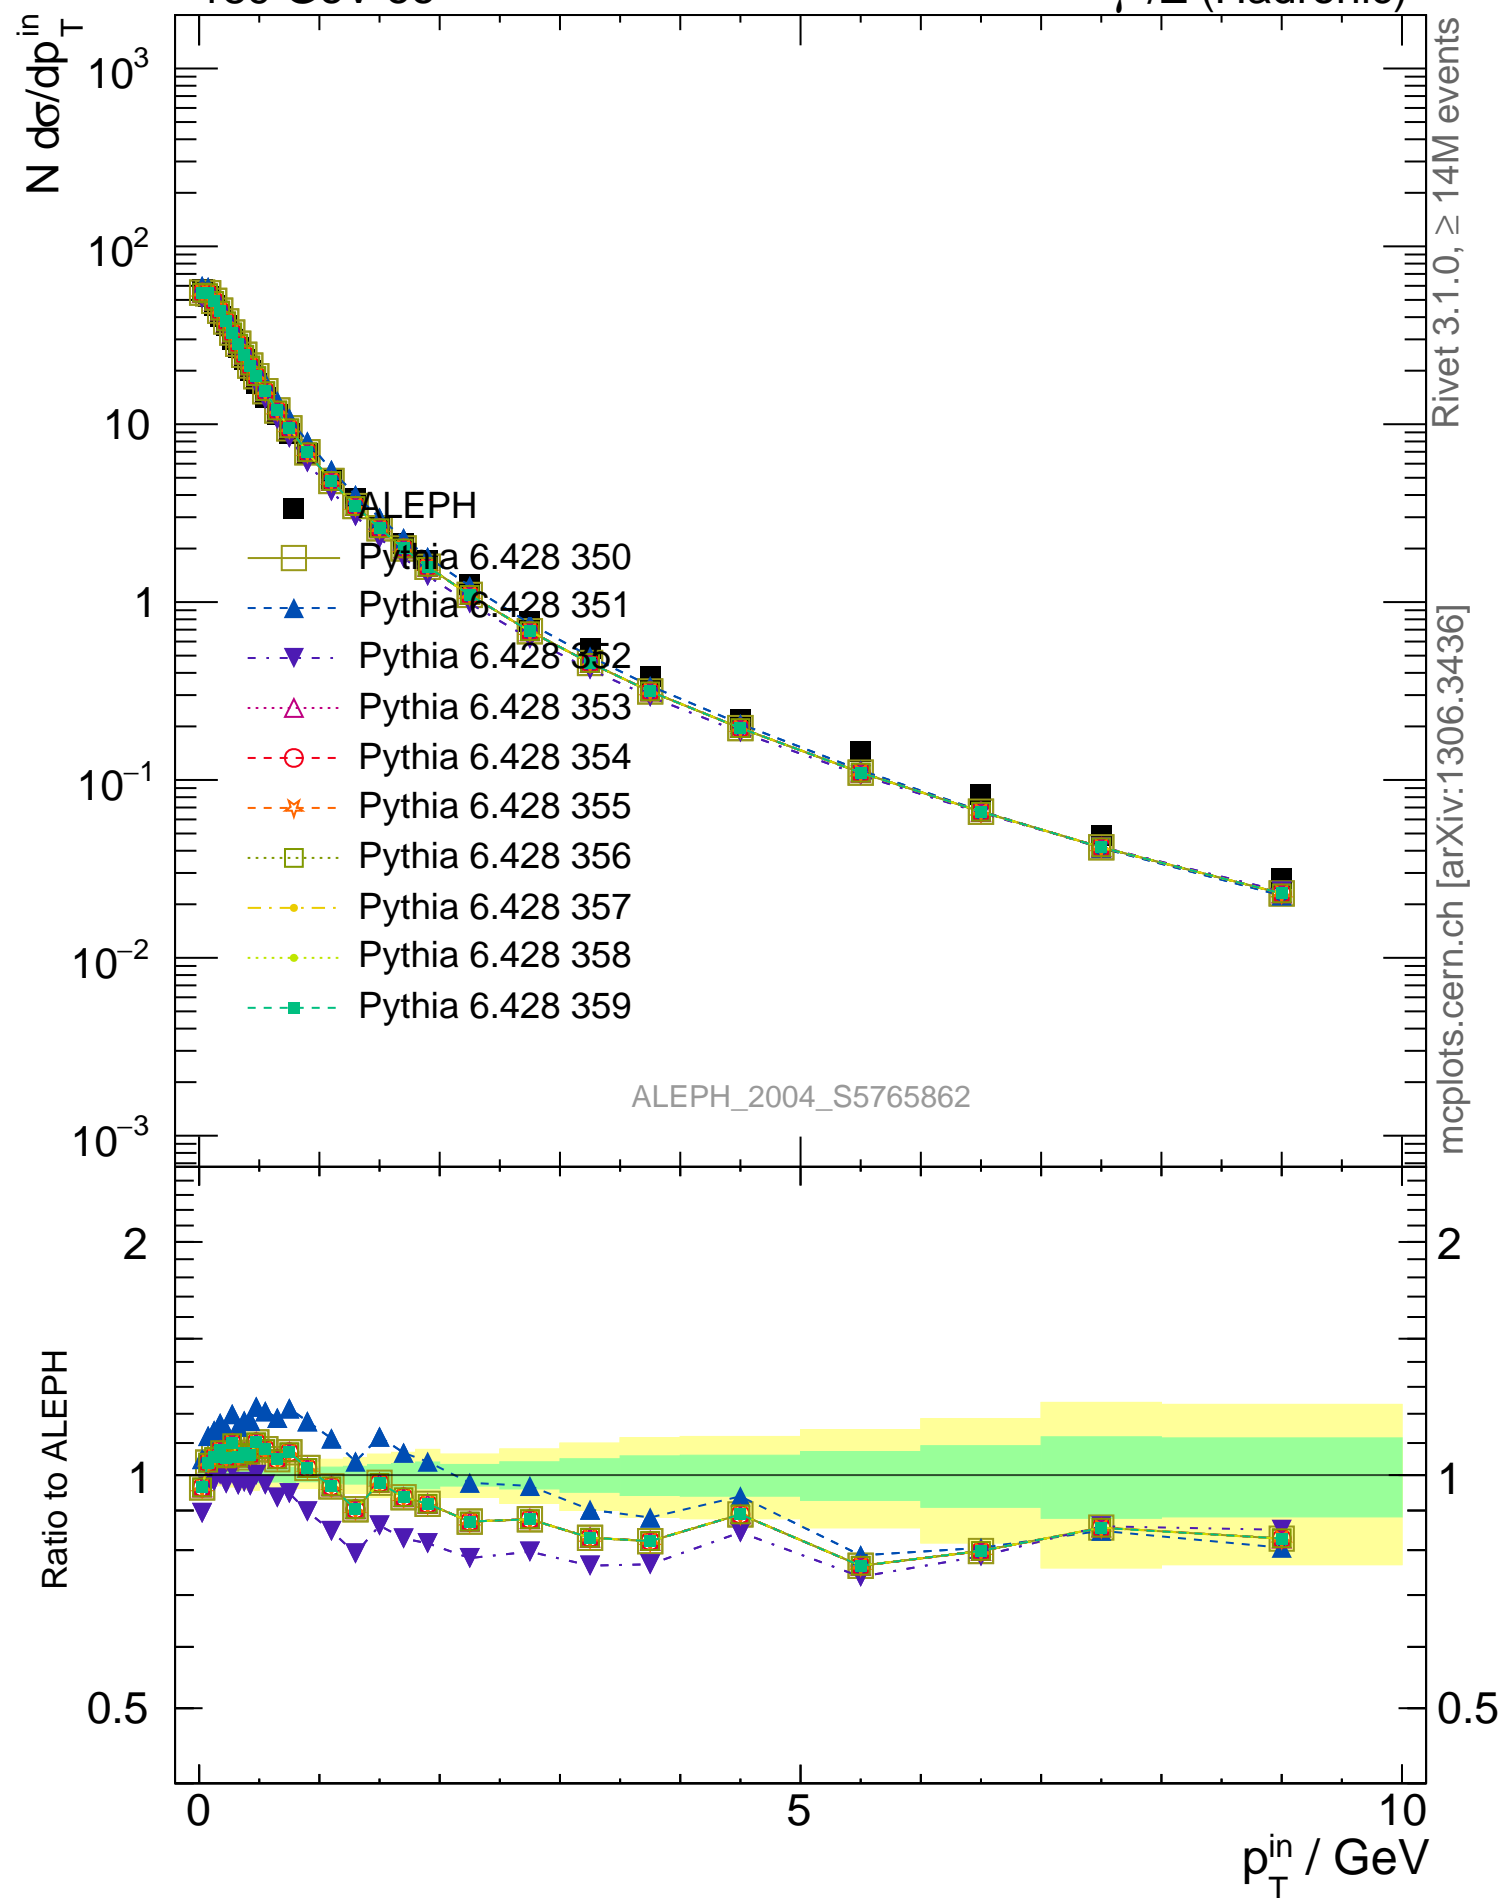 N dσ/dp_T^in
10^3
10^2
10
1
10^−1
10^−2
10^−3
ALEPH
Pythia 6.428 350
Pythia 6.428 351
Pythia 6.428 352
Pythia 6.428 353
Pythia 6.428 354
Pythia 6.428 355
Pythia 6.428 356
Pythia 6.428 357
Pythia 6.428 358
Pythia 6.428 359
ALEPH_2004_S5765862
Rivet 3.1.0, ≥ 14M events
mcplots.cern.ch [arXiv:1306.3436]
Ratio to ALEPH
2
1
0.5
2
1
0.5
0
5
10
p_T^in / GeV